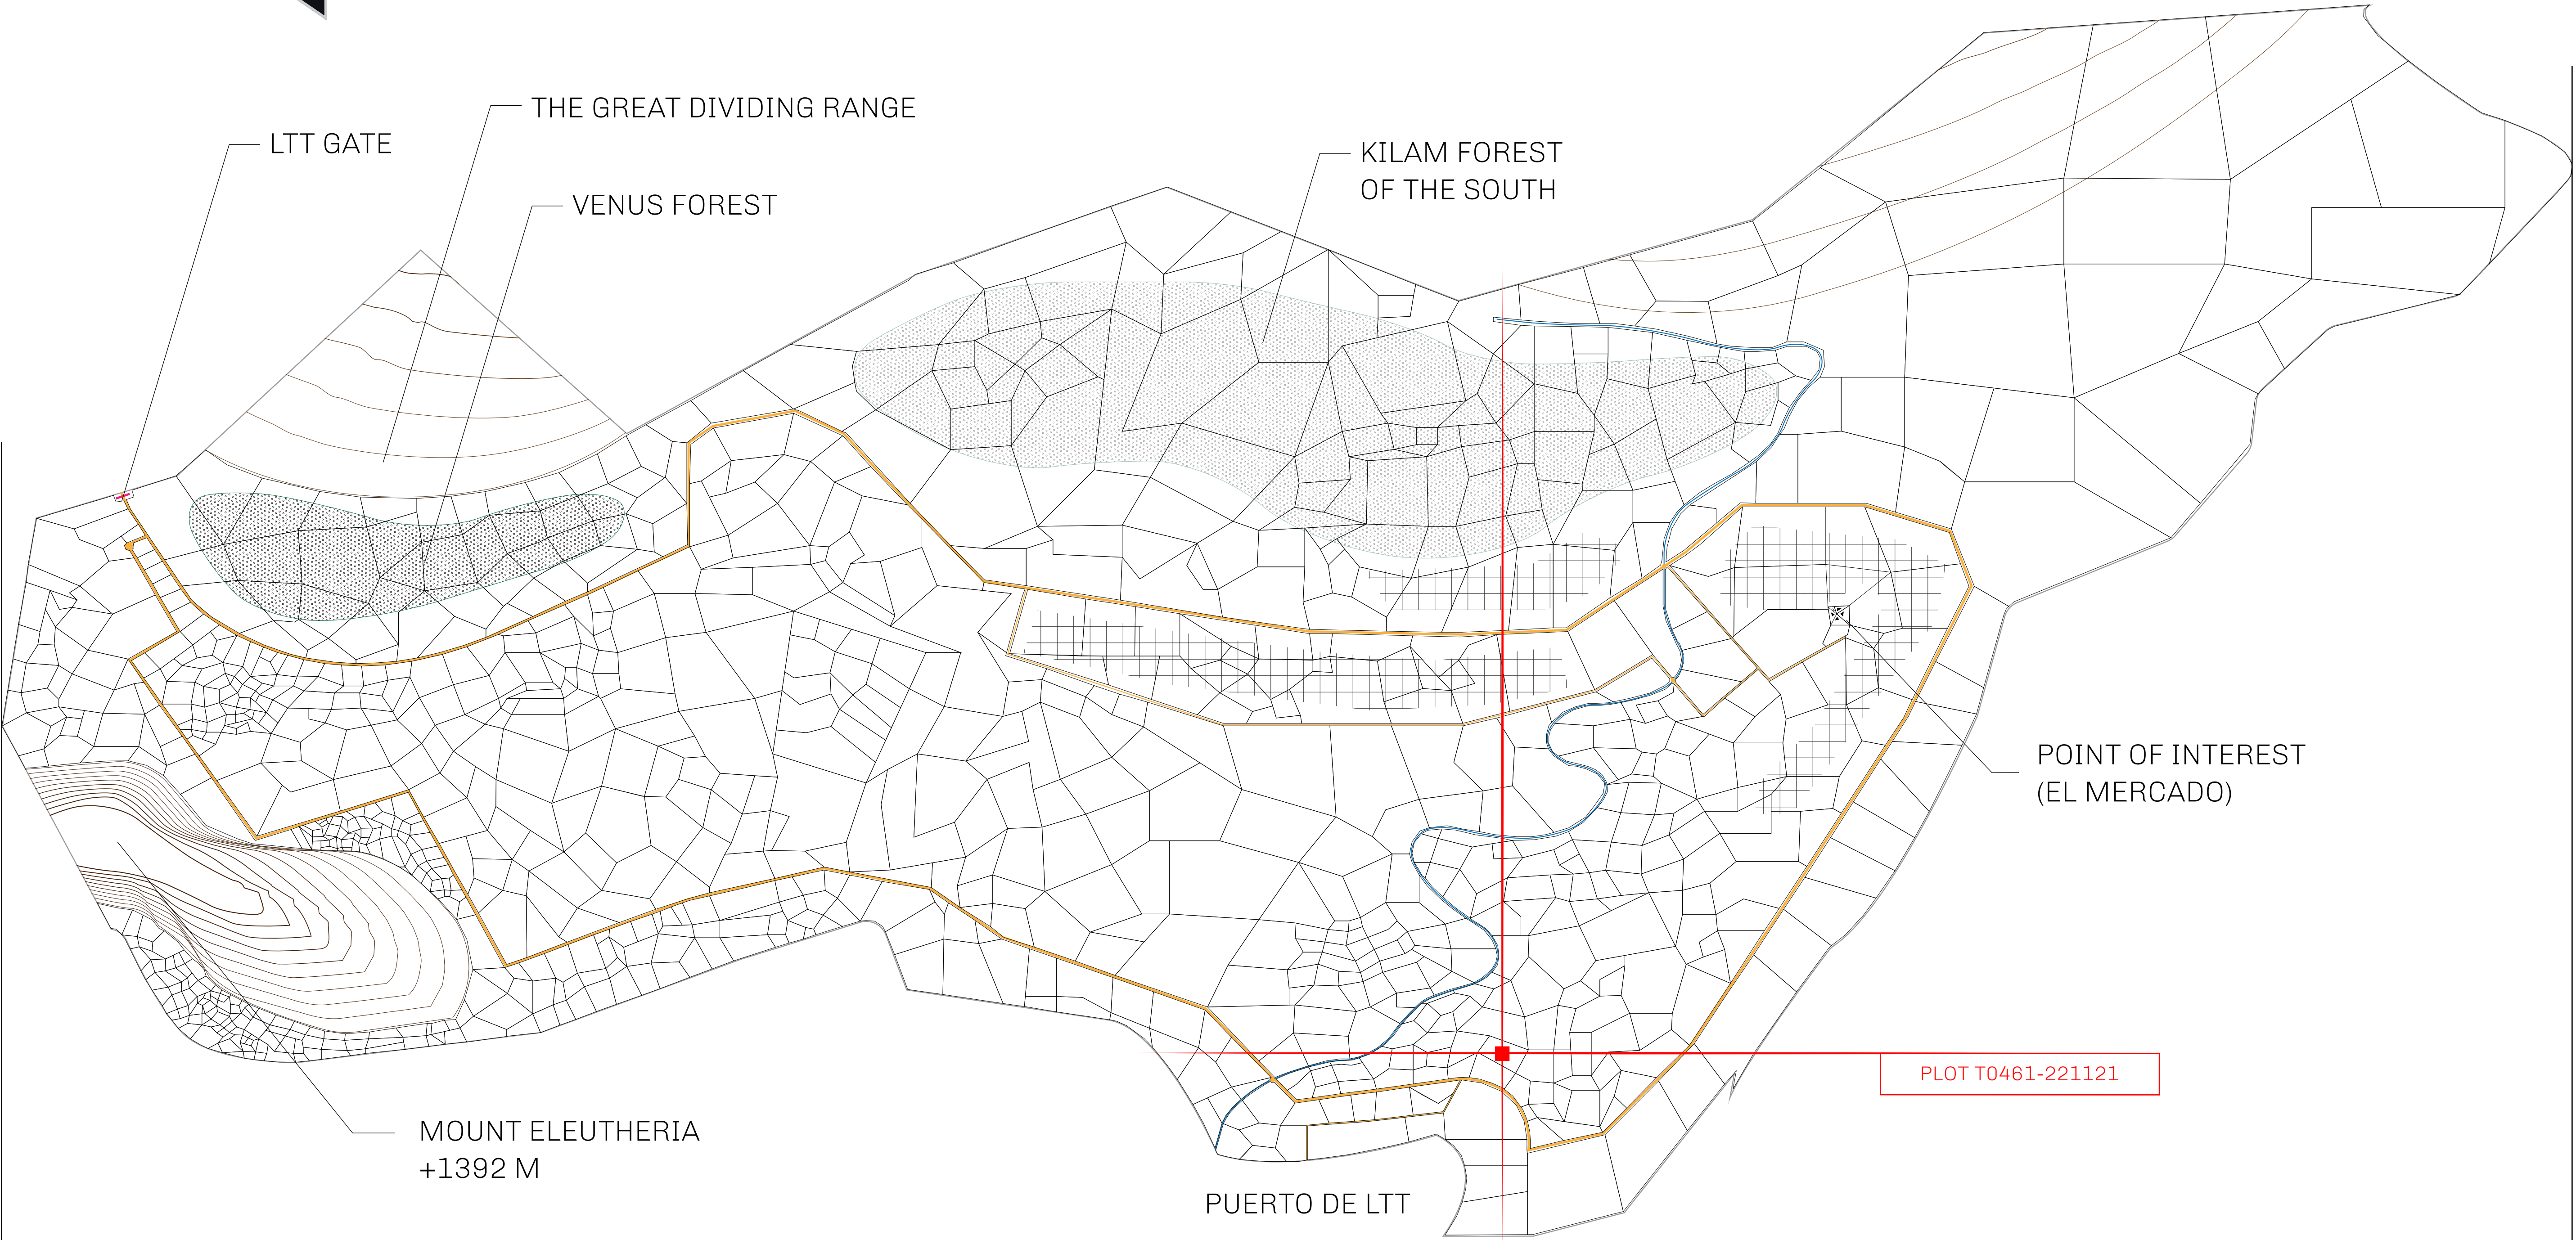 THE GREAT DIVIDING RANGE
LTT GATE
VENUS FOREST
KILAM FOREST
OF THE SOUTH
POINT OF INTEREST
(EL MERCADO)
PLOT T0461-221121
MOUNT ELEUTHERIA
+1392 M
PUERTO DE LTT